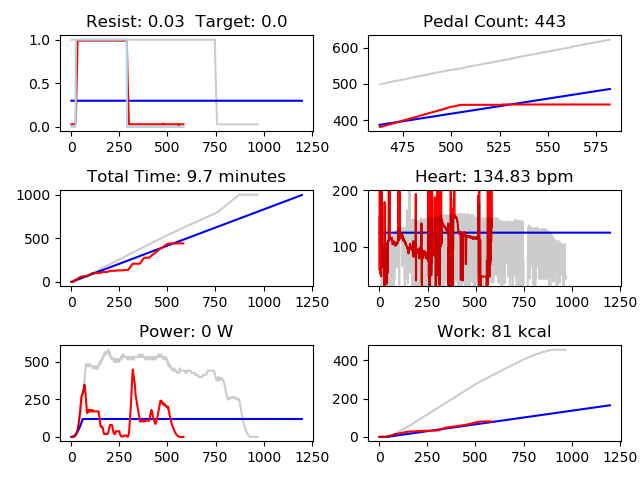 Resist: 0.03  Target: 0.0
1.0
0.5
0.0
0 250 500 750 1000 1250
Pedal Count: 443
600
500
400
475 500 525 550 575
Total Time: 9.7 minutes
1000
500
0
0 250 500 750 1000 1250
Heart: 134.83 bpm
200
100
0 250 500 750 1000 1250
Power: 0 W
500
250
0
0 250 500 750 1000 1250
Work: 81 kcal
400
200
0
0 250 500 750 1000 1250